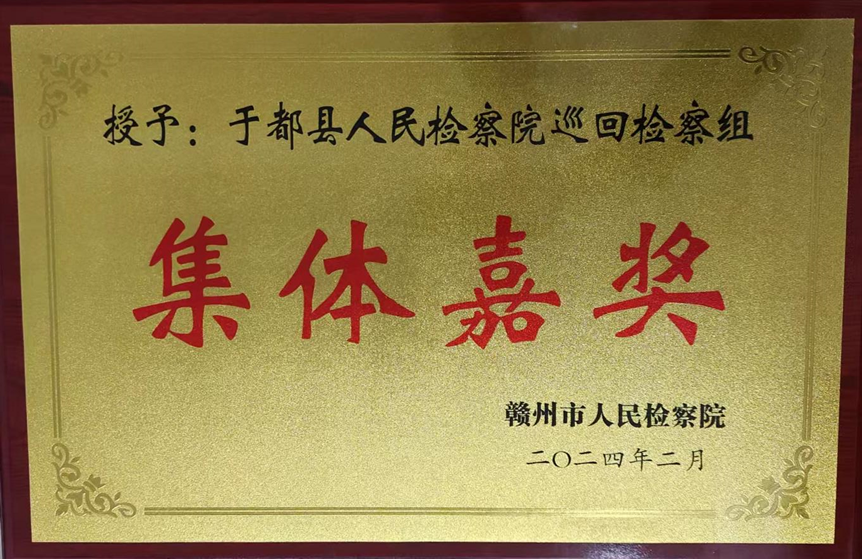 授予：于都县人民检察院巡回检察组
集体嘉奖
赣州市人民检察院
二〇二四年二月